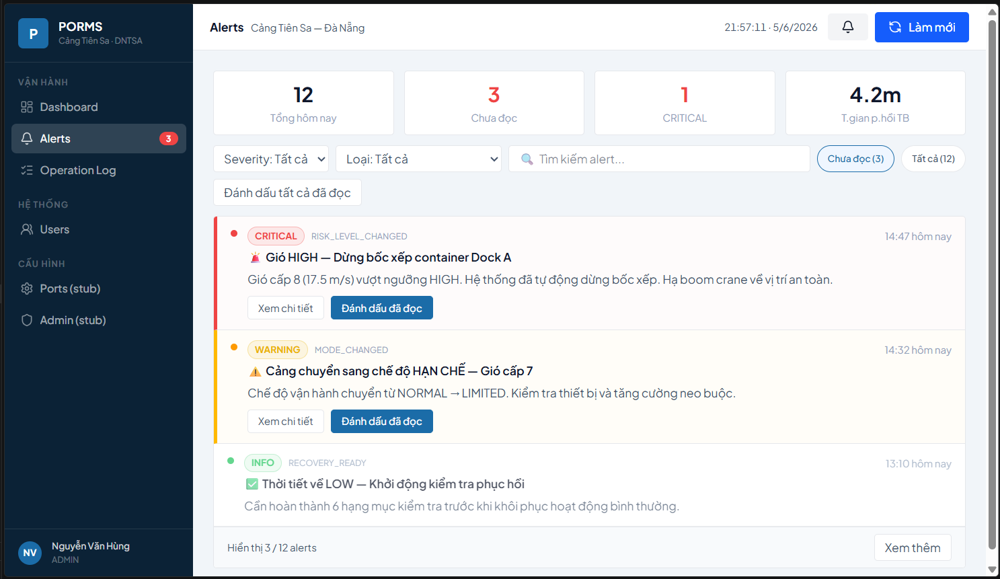 P
PORMS
Cảng Tiên Sa · DNTSA
VẬN HÀNH
Dashboard
Alerts
3
Operation Log
HỆ THỐNG
Users
CẤU HÌNH
Ports (stub)
Admin (stub)
NV
Nguyễn Văn Hùng
ADMIN
Alerts Cảng Tiên Sa — Đà Nẵng
21:57:11 · 5/6/2026
Làm mới
12
Tổng hôm nay
3
Chưa đọc
1
CRITICAL
4.2m
T.gian p.hồi TB
Severity: Tất cả
Loại: Tất cả
Tìm kiếm alert...
Chưa đọc (3)
Tất cả (12)
Đánh dấu tất cả đã đọc
CRITICAL RISK_LEVEL_CHANGED 14:47 hôm nay
Gió HIGH — Dừng bốc xếp container Dock A
Gió cấp 8 (17.5 m/s) vượt ngưỡng HIGH. Hệ thống đã tự động dừng bốc xếp. Hạ boom crane về vị trí an toàn.
Xem chi tiết
Đánh dấu đã đọc
WARNING MODE_CHANGED 14:32 hôm nay
Cảng chuyển sang chế độ HẠN CHẾ — Gió cấp 7
Chế độ vận hành chuyển từ NORMAL → LIMITED. Kiểm tra thiết bị và tăng cường neo buộc.
Xem chi tiết
Đánh dấu đã đọc
INFO RECOVERY_READY 13:10 hôm nay
Thời tiết về LOW — Khởi động kiểm tra phục hồi
Cần hoàn thành 6 hạng mục kiểm tra trước khi khôi phục hoạt động bình thường.
Hiển thị 3 / 12 alerts
Xem thêm